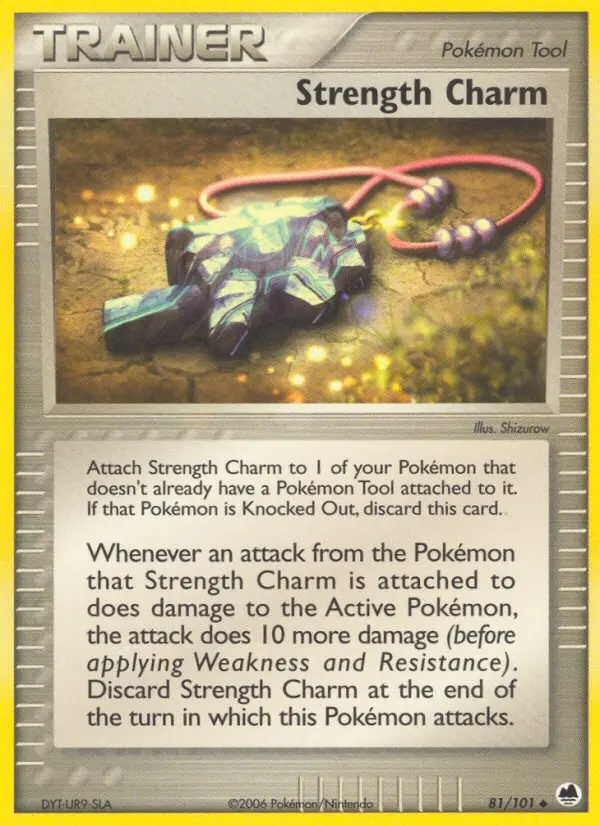 TRAINER
Pokémon Tool
Strength Charm
Illus. Shizurow
Attach Strength Charm to 1 of your Pokémon that
doesn't already have a Pokémon Tool attached to it.
If that Pokémon is Knocked Out, discard this card.
Whenever an attack from the Pokémon
that Strength Charm is attached to
does damage to the Active Pokémon,
the attack does 10 more damage (before
applying Weakness and Resistance).
Discard Strength Charm at the end of
the turn in which this Pokémon attacks.
DYT-UR9-SLA ©2006 Pokémon/Nintendo 81/101 ◆